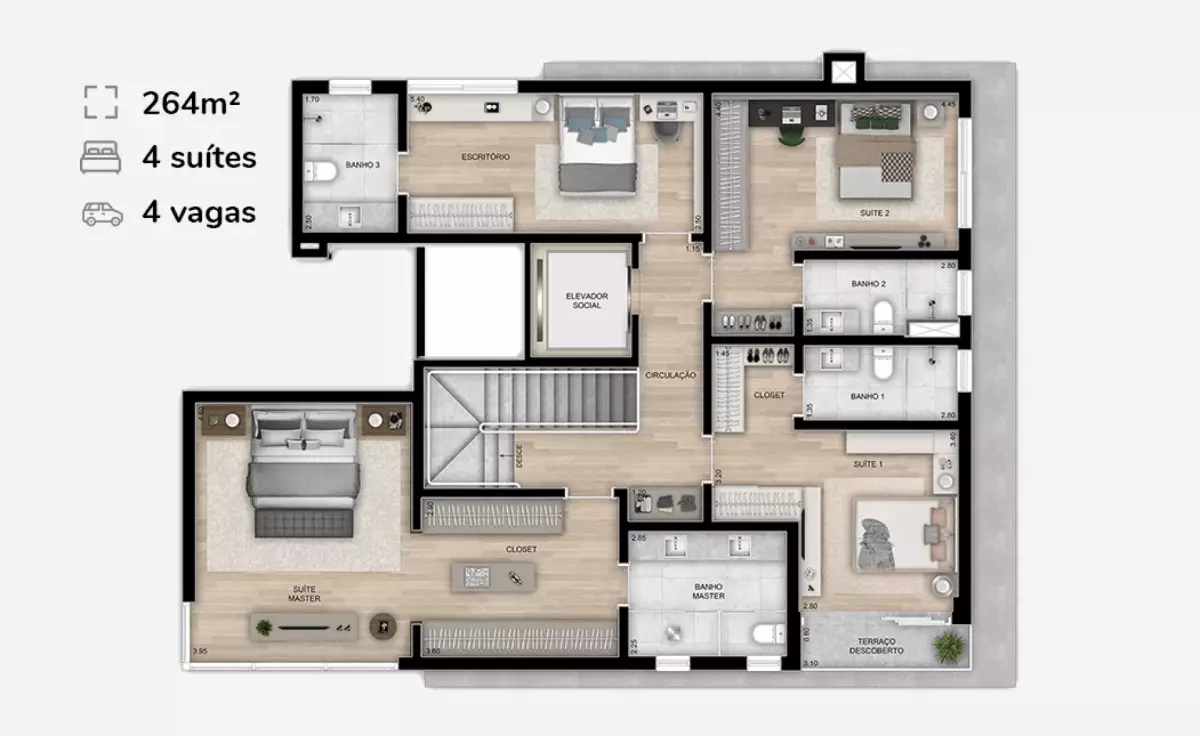 264m²
4 suítes
4 vagas
1.70
BANHO 3
2.50
5.40
ESCRITÓRIO
2.50
1.15
4.40
4.45
SUÍTE 2
2.80
BANHO 2
1.35
ELEVADOR
SOCIAL
CIRCULAÇÃO
1.45
CLOSET
BANHO 1
1.35
2.80
DESCE
3.40
SUÍTE 1
3.20
2.80
4.60
SUÍTE
MASTER
3.95
2.90
CLOSET
3.60
2.85
BANHO
MASTER
2.25
0.80
TERRAÇO
DESCOBERTO
3.10